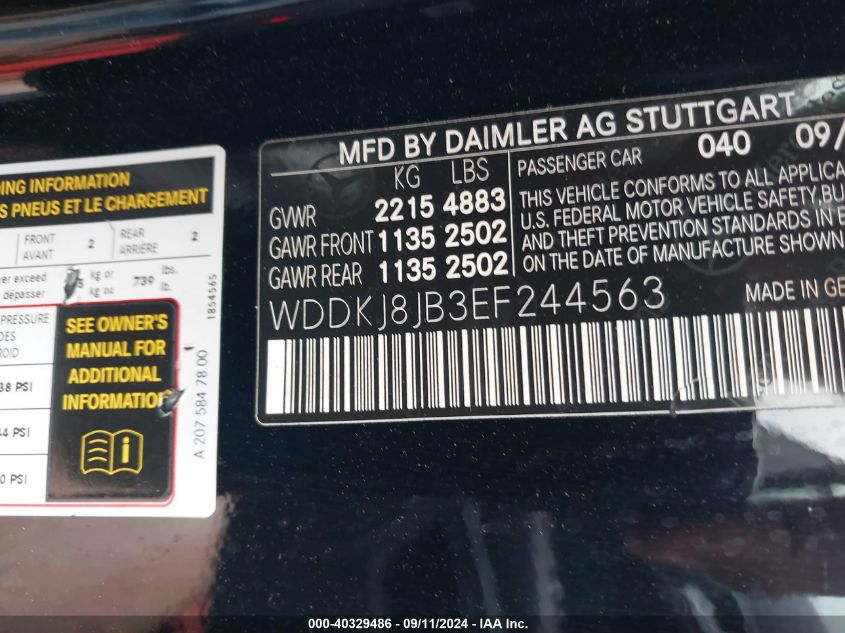 DING INFORMATION
S PNEUS ET LE CHARGEMENT
FRONT 2 REAR 2
AVANT ARRIÈRE
ver exceed kg or 739 lbs.
dépasser kg ou lb.
PRESSURE
DES
ROID
38 PSI
44 PSI
0 PSI
SEE OWNER'S
MANUAL FOR
ADDITIONAL
INFORMATION
1854565
A 207 584 78 00
MFD BY DAIMLER AG STUTTGART
KG LBS
GVWR 2215 4883
GAWR FRONT 1135 2502
GAWR REAR 1135 2502
PASSENGER CAR 040 09/
THIS VEHICLE CONFORMS TO ALL APPLICA
U.S. FEDERAL MOTOR VEHICLE SAFETY, BU
AND THEFT PREVENTION STANDARDS IN E
ON THE DATE OF MANUFACTURE SHOWN
WDDKJ8JB3EF244563 MADE IN GE
000-40329486 - 09/11/2024 - IAA Inc.